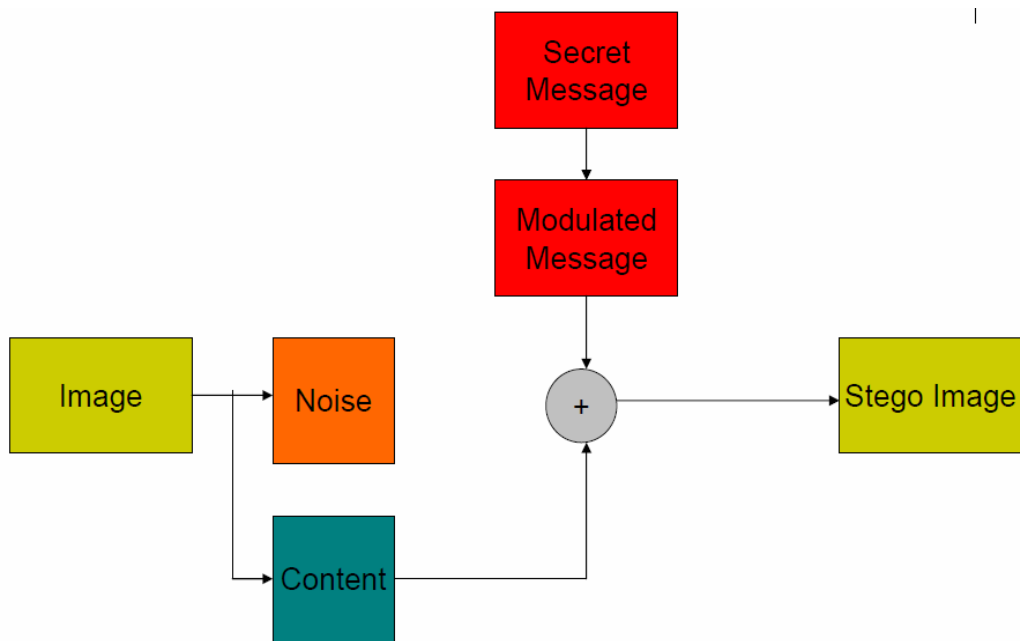 Secret
Message
Modulated
Message
Image
Noise
+
Stego Image
Content